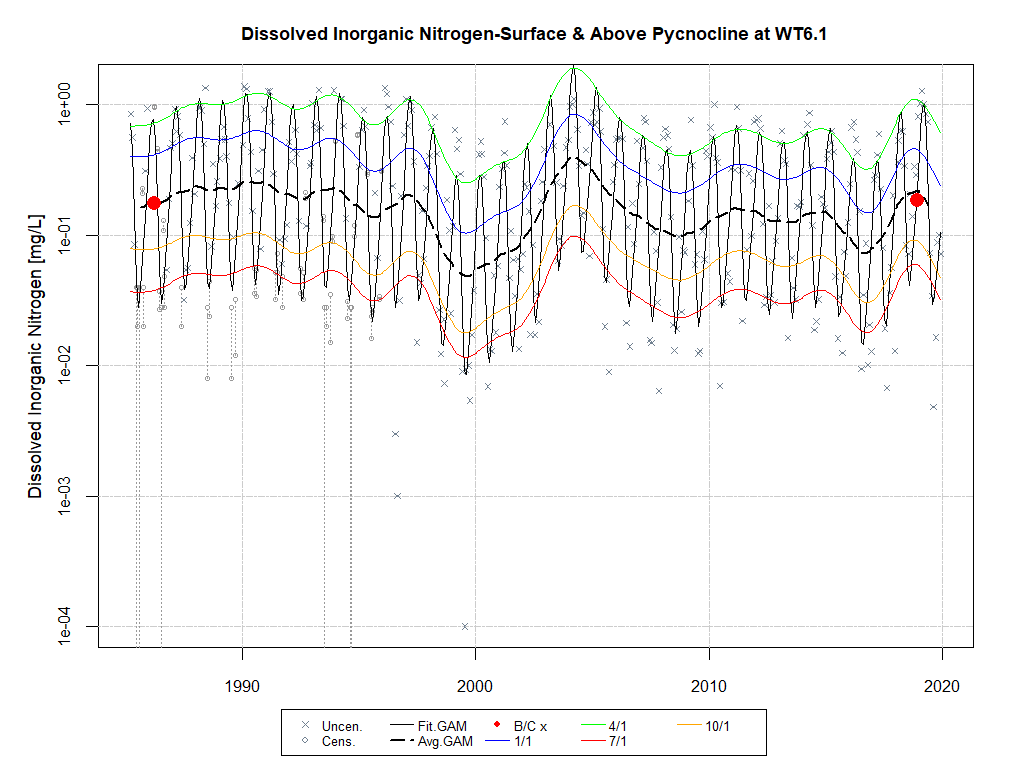 Dissolved Inorganic Nitrogen-Surface & Above Pycnocline at WT6.1
Dissolved Inorganic Nitrogen [mg/L]
1e+00
1e-01
1e-02
1e-03
1e-04
1990 2000 2010 2020
Uncen. Fit.GAM B/C x 4/1 10/1
Cens. Avg.GAM 1/1 7/1